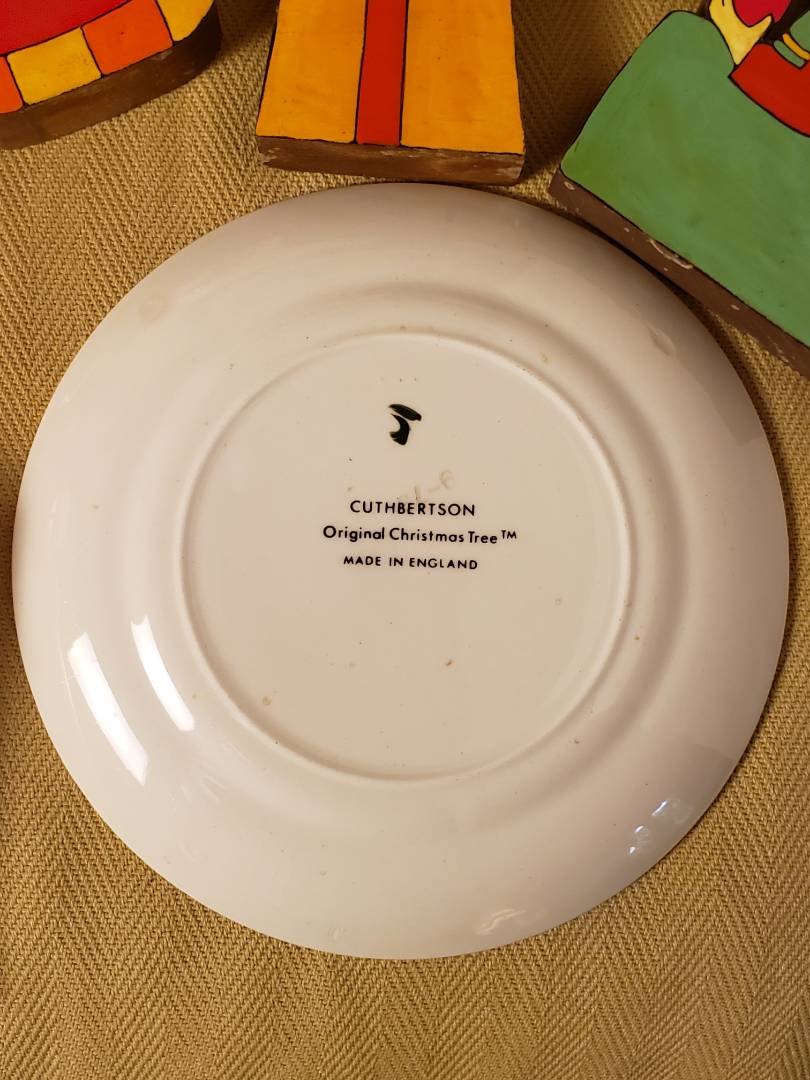 CUTHBERTSON
Original Christmas Tree™
MADE IN ENGLAND